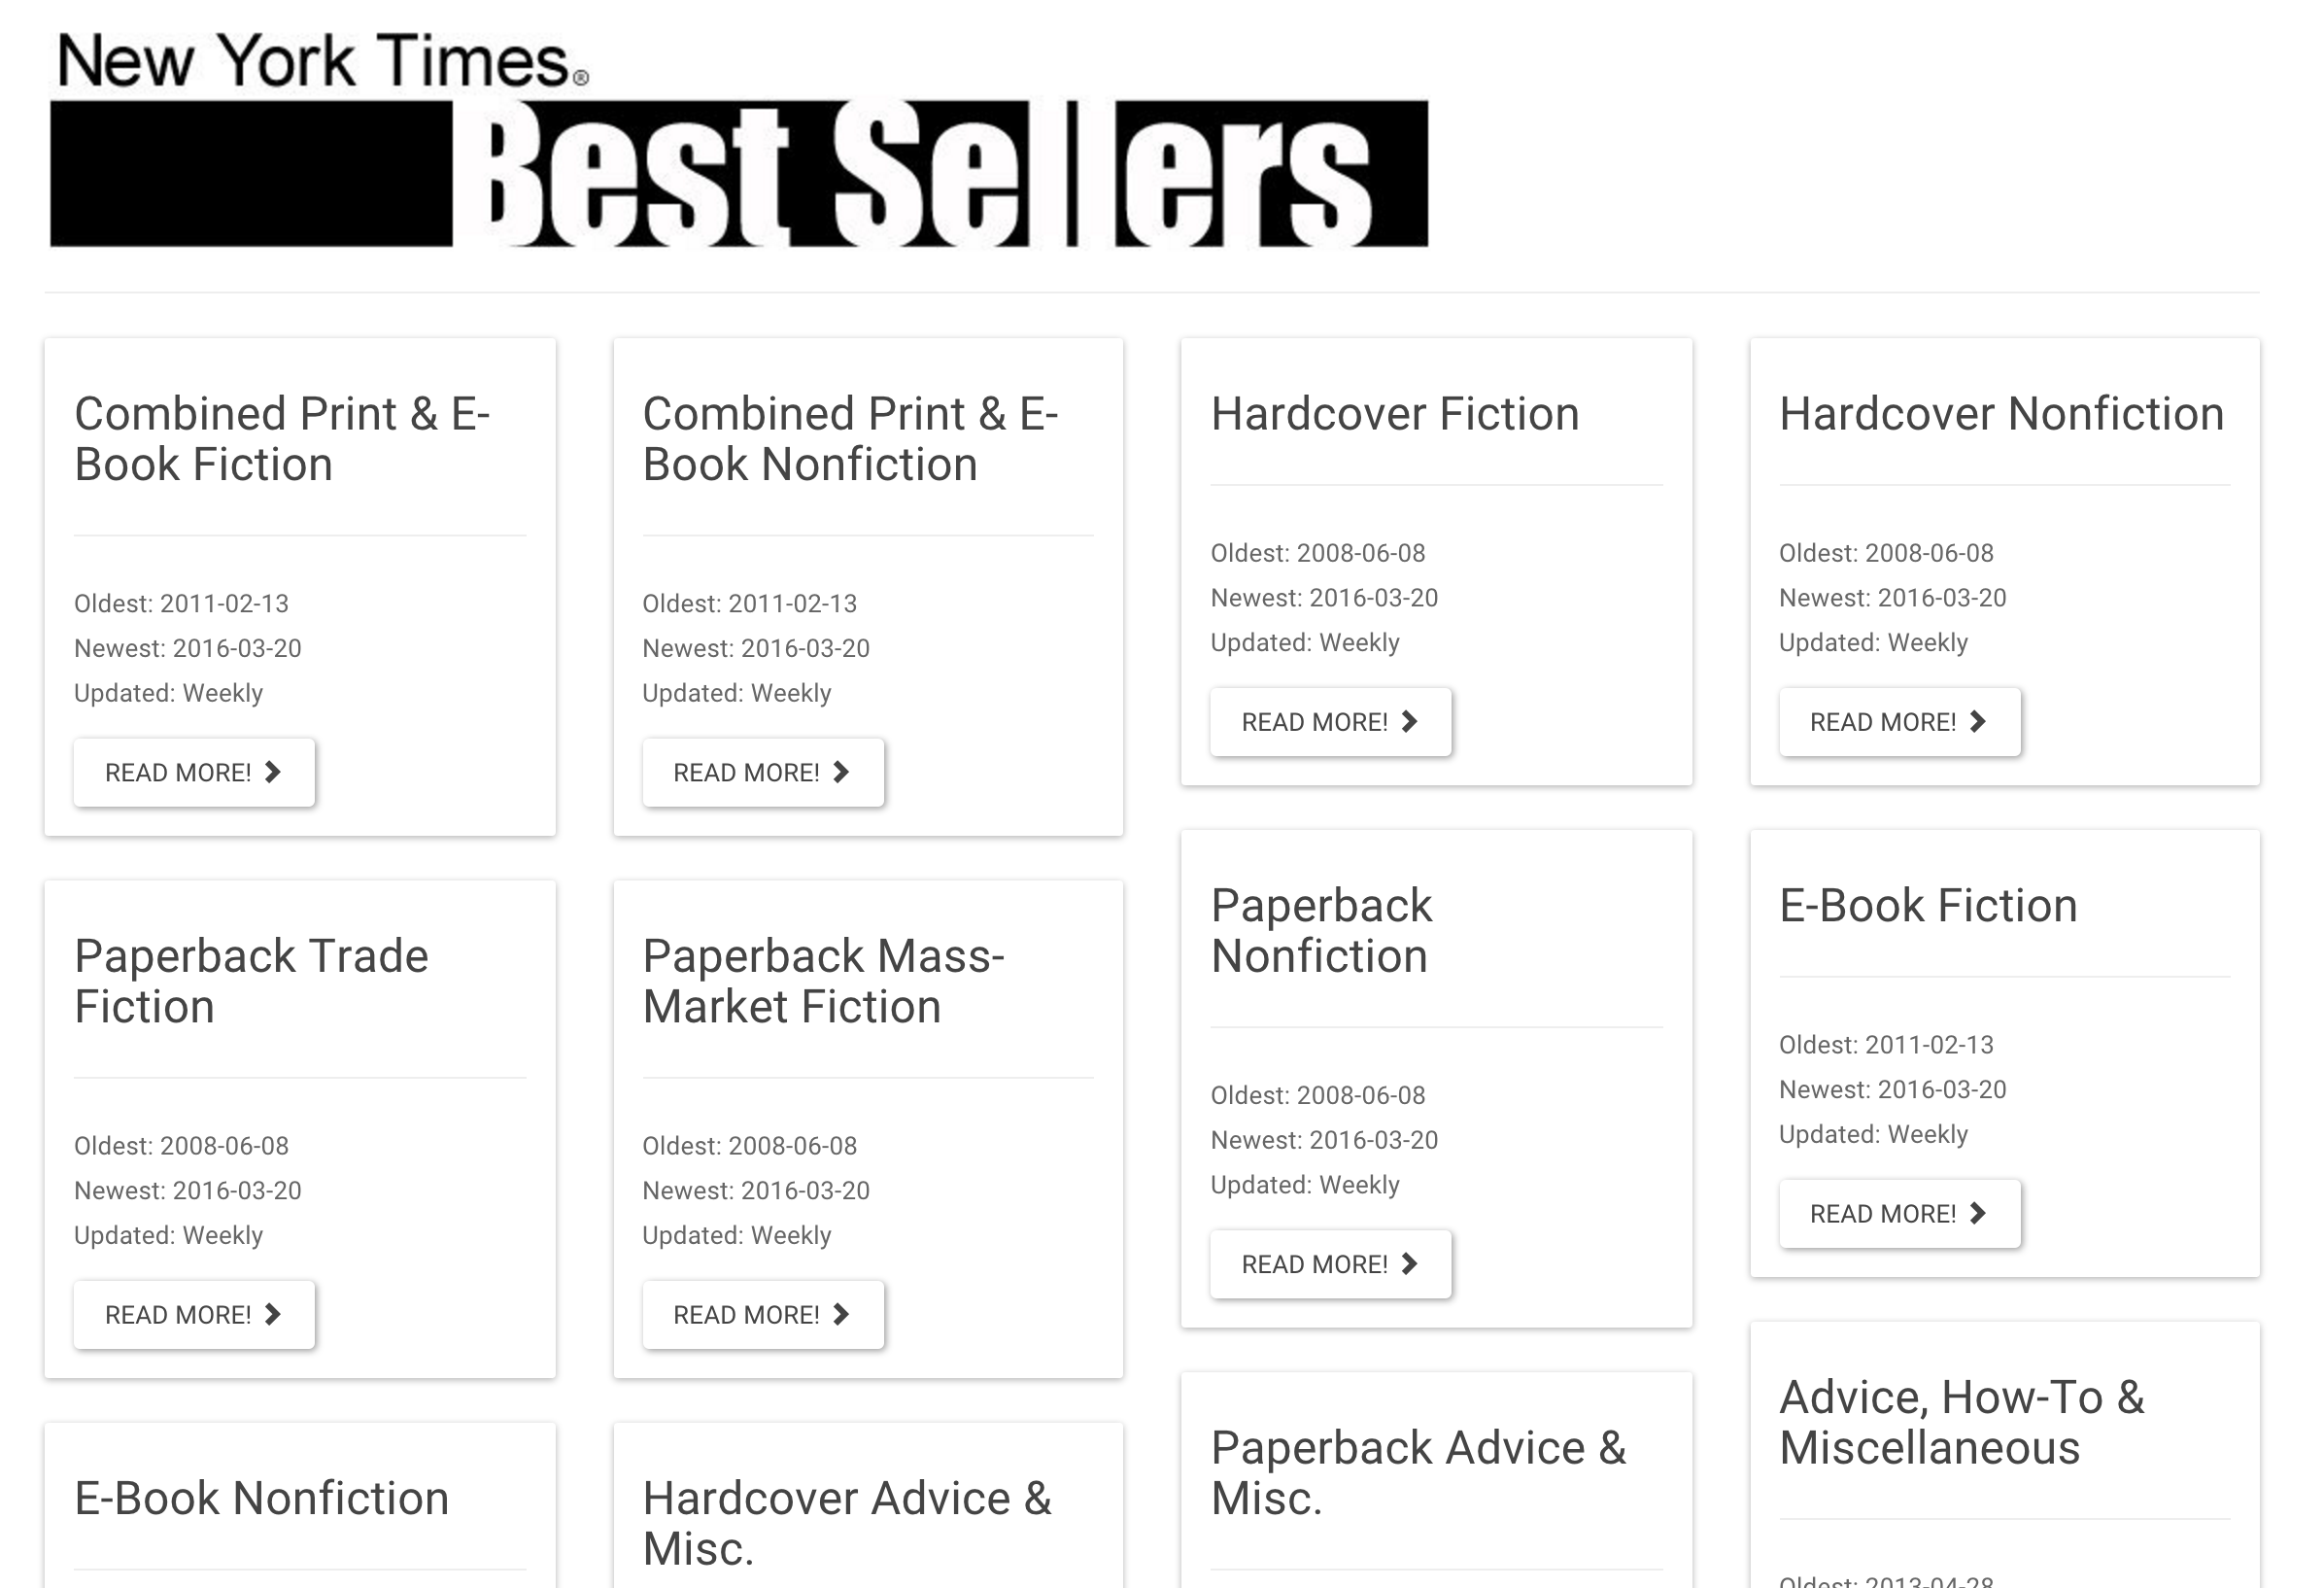 New York Times®
Best Sellers
Combined Print & E-
Book Fiction
Oldest: 2011-02-13
Newest: 2016-03-20
Updated: Weekly
READ MORE!
Combined Print & E-
Book Nonfiction
Oldest: 2011-02-13
Newest: 2016-03-20
Updated: Weekly
READ MORE!
Hardcover Fiction
Oldest: 2008-06-08
Newest: 2016-03-20
Updated: Weekly
READ MORE!
Hardcover Nonfiction
Oldest: 2008-06-08
Newest: 2016-03-20
Updated: Weekly
READ MORE!
Paperback Trade
Fiction
Oldest: 2008-06-08
Newest: 2016-03-20
Updated: Weekly
READ MORE!
Paperback Mass-
Market Fiction
Oldest: 2008-06-08
Newest: 2016-03-20
Updated: Weekly
READ MORE!
Paperback
Nonfiction
Oldest: 2008-06-08
Newest: 2016-03-20
Updated: Weekly
READ MORE!
E-Book Fiction
Oldest: 2011-02-13
Newest: 2016-03-20
Updated: Weekly
READ MORE!
E-Book Nonfiction
Hardcover Advice &
Misc.
Paperback Advice &
Misc.
Advice, How-To &
Miscellaneous
Oldest: 2013-04-28